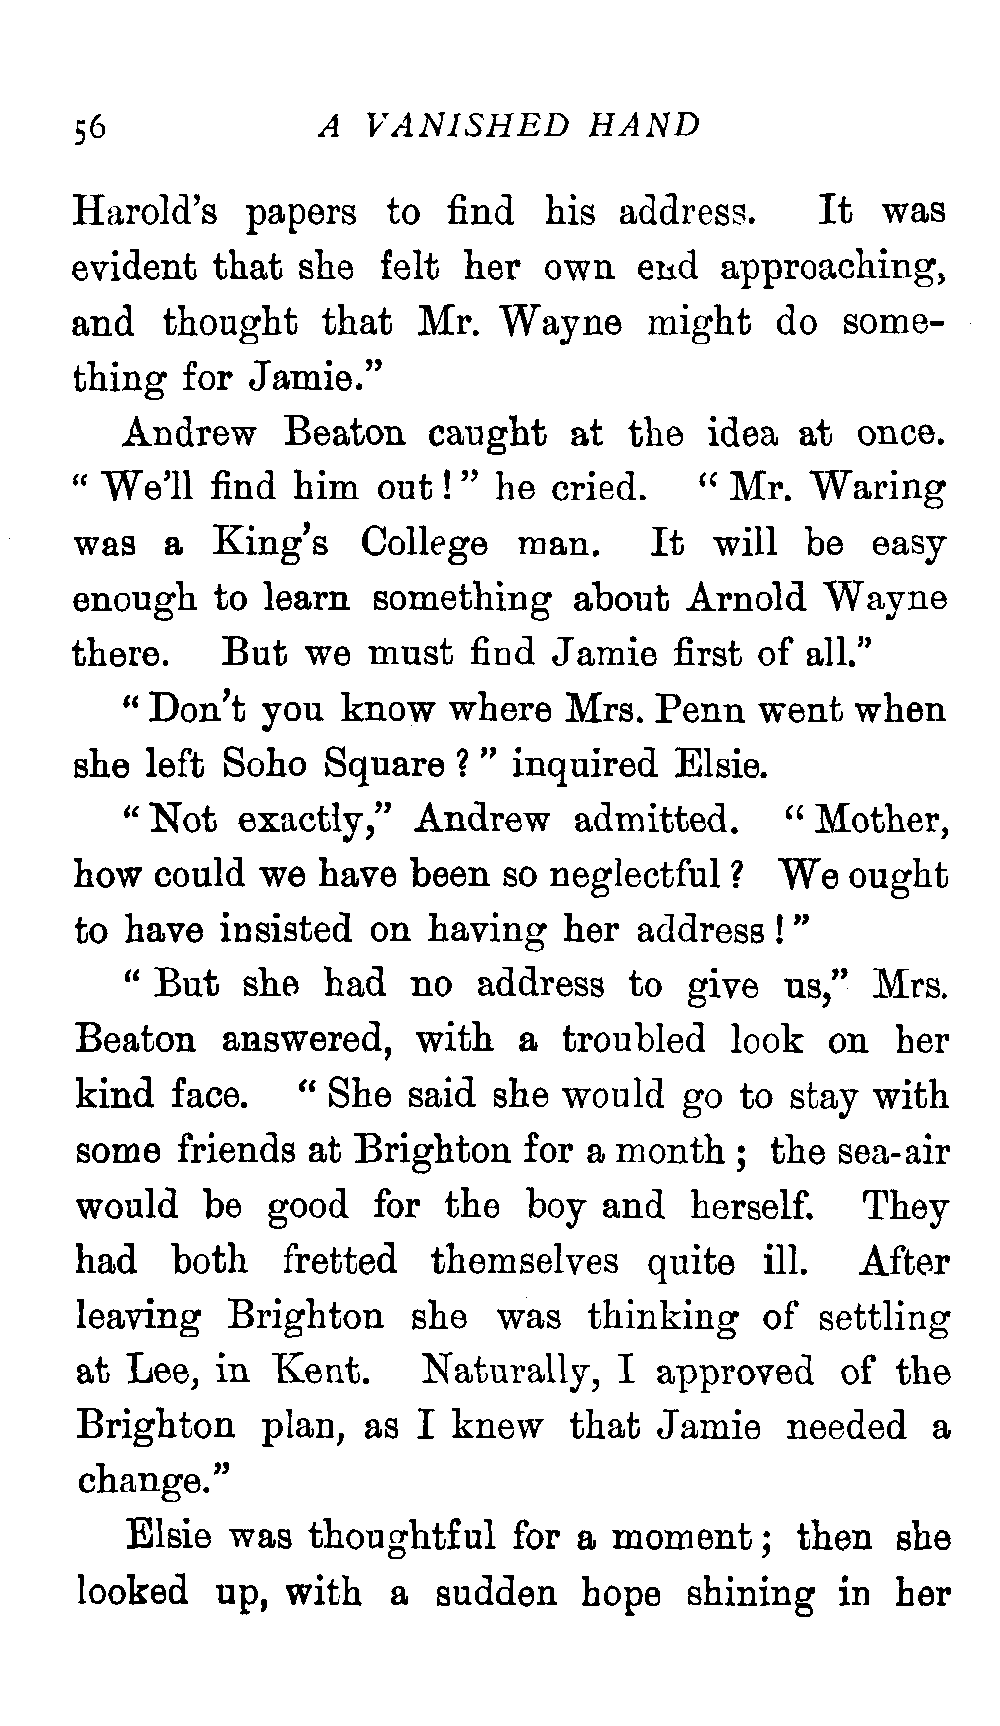 56 A VANISHED HAND
Harold's papers to find his address. It was
evident that she felt her own end approaching,
and thought that Mr. Wayne might do some-
thing for Jamie."
Andrew Beaton caught at the idea at once.
"We'll find him out!" he cried. "Mr. Waring
was a King's College man. It will be easy
enough to learn something about Arnold Wayne
there. But we must find Jamie first of all."
"Don't you know where Mrs. Penn went when
she left Soho Square?" inquired Elsie.
"Not exactly," Andrew admitted. "Mother,
how could we have been so neglectful? We ought
to have insisted on having her address!"
"But she had no address to give us," Mrs.
Beaton answered, with a troubled look on her
kind face. "She said she would go to stay with
some friends at Brighton for a month; the sea-air
would be good for the boy and herself. They
had both fretted themselves quite ill. After
leaving Brighton she was thinking of settling
at Lee, in Kent. Naturally, I approved of the
Brighton plan, as I knew that Jamie needed a
change."
Elsie was thoughtful for a moment; then she
looked up, with a sudden hope shining in her